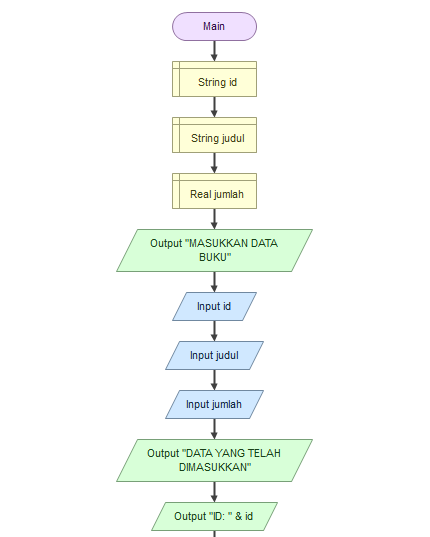 Main
String id
String judul
Real jumlah
Output "MASUKKAN DATA
BUKU"
Input id
Input judul
Input jumlah
Output "DATA YANG TELAH
DIMASUKKAN"
Output "ID: " & id